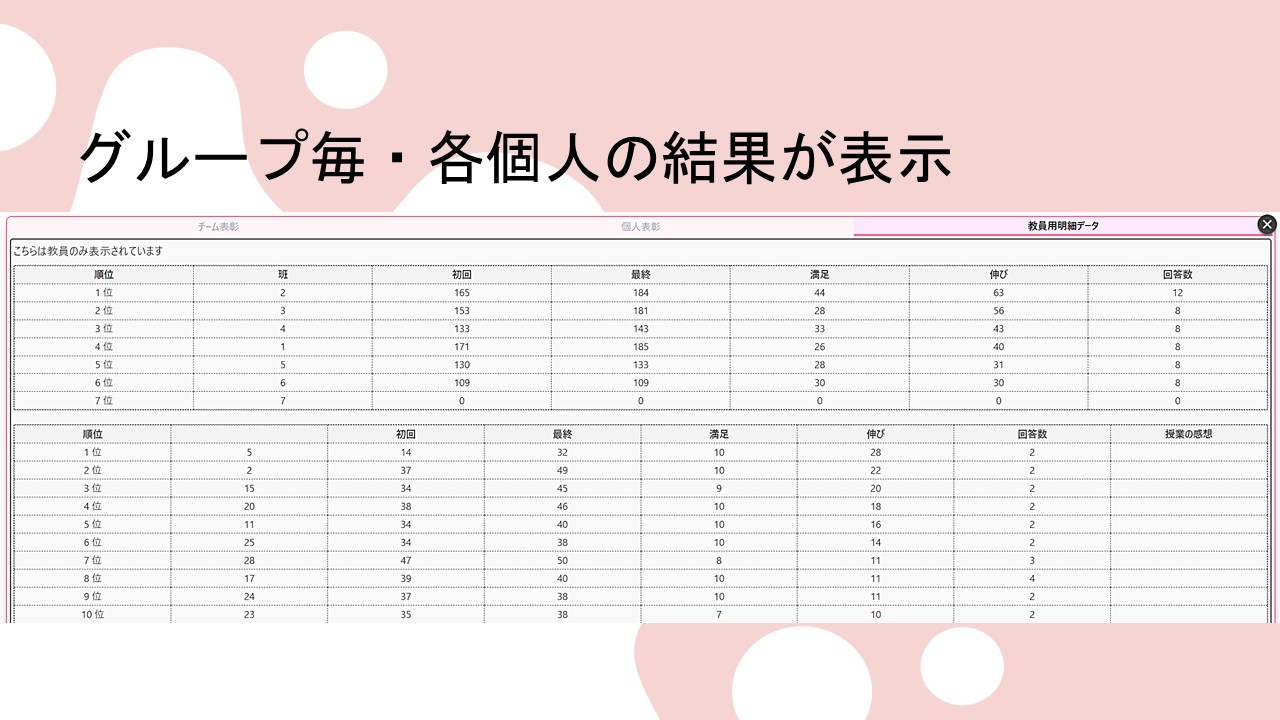 グループ毎・各個人の結果が表示
チーム表彰 個人表彰 教員用明細データ
こちらは教員のみ表示されています
順位 班 初回 最終 満足 伸び 回答数
1 位 2 165 184 44 63 12
2 位 3 153 181 28 56 8
3 位 4 133 143 33 43 8
4 位 1 171 185 26 40 8
5 位 5 130 133 28 31 8
6 位 6 109 109 30 30 8
7 位 7 0 0 0 0 0
順位 初回 最終 満足 伸び 回答数 授業の感想
1 位 5 14 32 10 28 2
2 位 2 37 49 10 22 2
3 位 15 34 45 9 20 2
4 位 20 38 46 10 18 2
5 位 11 34 40 10 16 2
6 位 25 34 38 10 14 2
7 位 28 47 50 8 11 3
8 位 17 39 40 10 11 4
9 位 24 37 38 10 11 2
10 位 23 35 38 7 10 2